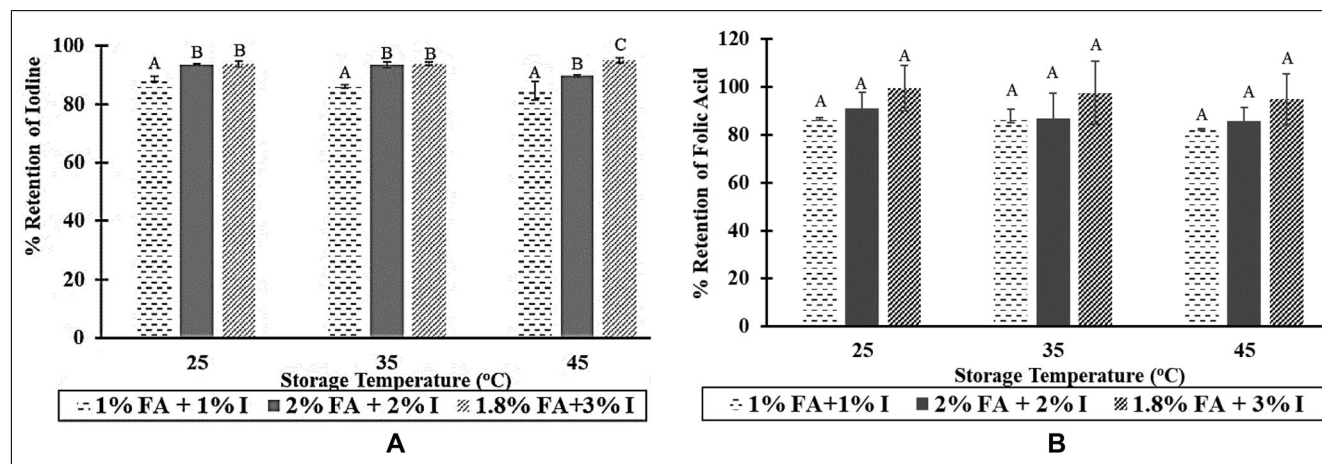 100
80
60
40
20
0
% Retention of Iodine
A B B
A B B
A B C
25 35 45
Storage Temperature (ºC)
1% FA + 1% I 2% FA + 2% I 1.8% FA+3% I
A
120
100
80
60
40
20
0
% Retention of Folic Acid
A A A
A A A
A A A
25 35 45
Storage Temperature (ºC)
1% FA+1% I 2% FA + 2% I 1.8% FA + 3% I
B